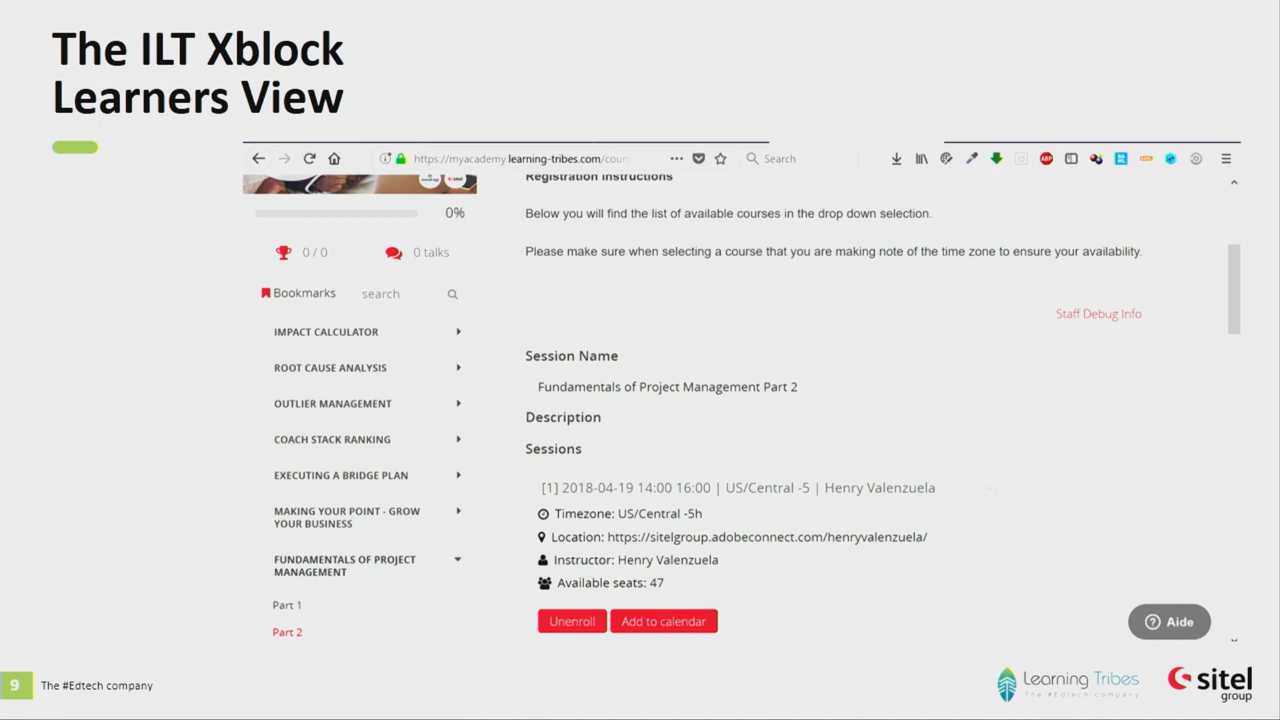 The ILT Xblock
Learners View
https://myacademy.learning-tribes.com/cours
Search
Registration Instructions
0%
Below you will find the list of available courses in the drop down selection.
0 / 0
0 talks
Please make sure when selecting a course that you are making note of the time zone to ensure your availability.
Bookmarks
search
Staff Debug Info
IMPACT CALCULATOR
ROOT CAUSE ANALYSIS
OUTLIER MANAGEMENT
COACH STACK RANKING
EXECUTING A BRIDGE PLAN
MAKING YOUR POINT - GROW
YOUR BUSINESS
FUNDAMENTALS OF PROJECT
MANAGEMENT
Part 1
Part 2
Session Name
Fundamentals of Project Management Part 2
Description
Sessions
[1] 2018-04-19 14:00 16:00 | US/Central -5 | Henry Valenzuela
Timezone: US/Central -5h
Location: https://sitelgroup.adobeconnect.com/henryvalenzuela/
Instructor: Henry Valenzuela
Available seats: 47
Unenroll
Add to calendar
Aide
9
The #Edtech company
Learning Tribes
The #Edtech company
sitel
group